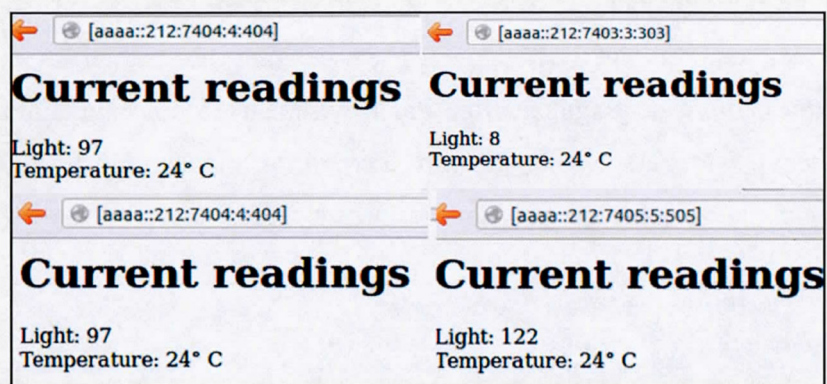 [aaaa::212:7404:4:404]
Current readings
Light: 97
Temperature: 24° C
[aaaa::212:7403:3:303]
Current readings
Light: 8
Temperature: 24° C
[aaaa::212:7404:4:404]
Current readings
Light: 97
Temperature: 24° C
[aaaa::212:7405:5:505]
Current readings
Light: 122
Temperature: 24° C